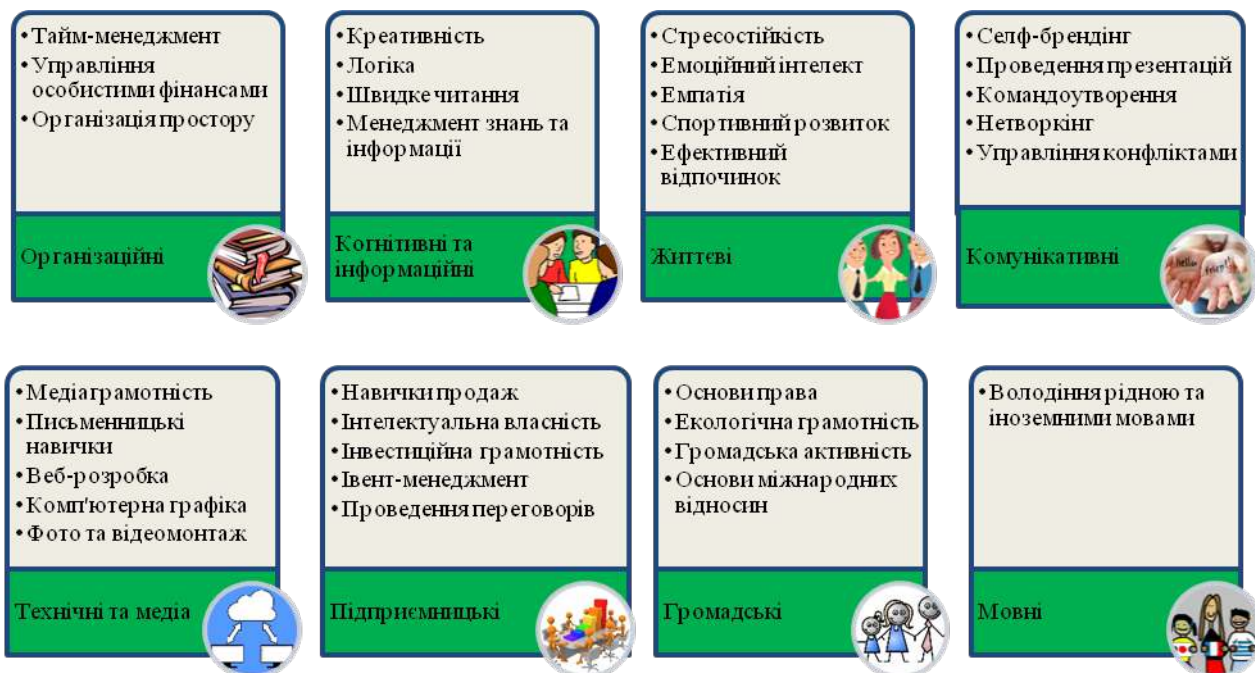 • Тайм-менеджмент
• Управління
особистими фінансами
• Організація простору
Організаційні
• Креативність
• Логіка
• Швидке читання
• Менеджмент знань та
інформації
Когнітивні та
інформаційні
• Стресостійкість
• Емоційний інтелект
• Емпатія
• Спортивний розвиток
• Ефективний
відпочинок
Життєві
• Селф-брендінг
• Проведення презентацій
• Командоутворення
• Нетворкінг
• Управління конфліктами
Комунікативні
hello
friend!
• Медіаграмотність
• Письменницькі
навички
• Веб-розробка
• Комп'ютерна графіка
• Фото та відеомонтаж
Технічні та медіа
• Навички продаж
• Інтелектуальна власність
• Інвестиційна грамотність
• Івент-менеджмент
• Проведення переговорів
Підприємницькі
• Основи права
• Екологічна грамотність
• Громадська активність
• Основи міжнародних
відносин
Громадські
• Володіння рідною та
іноземними мовами
Мовні